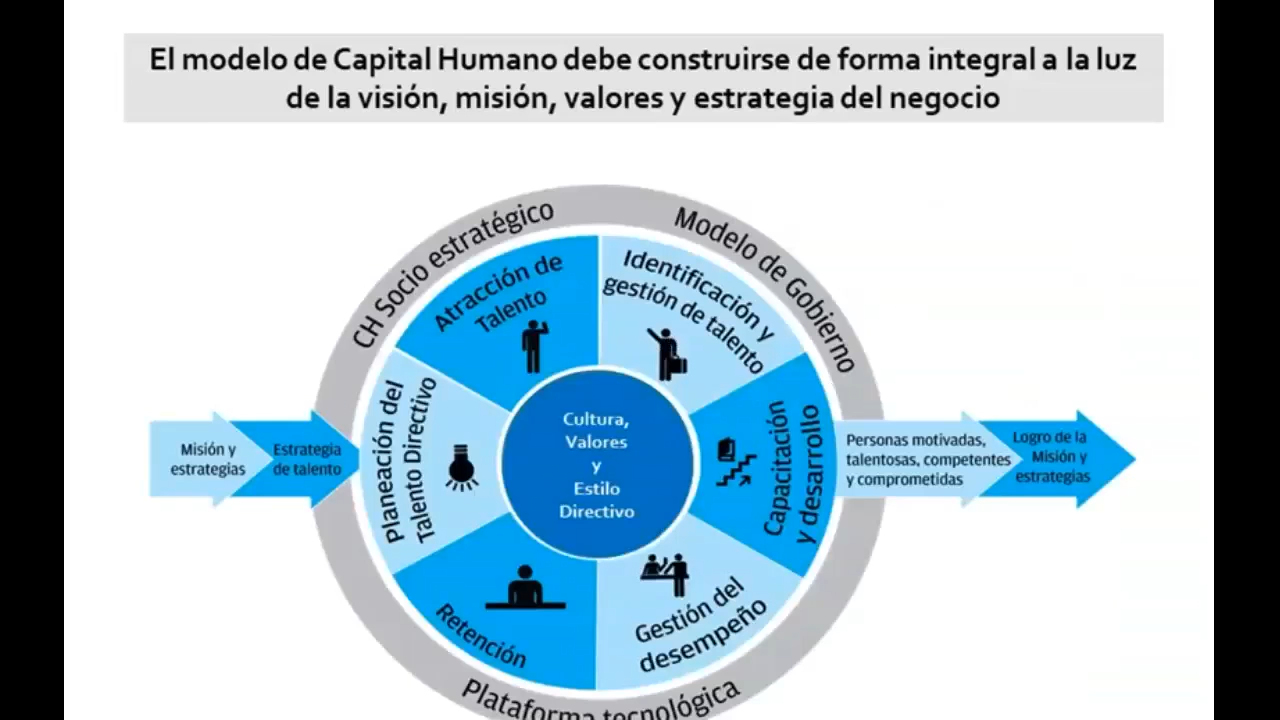 El modelo de Capital Humano debe construirse de forma integral a la luz
de la visión, misión, valores y estrategia del negocio
CH Socio estratégico
Modelo de Gobierno
Atracción de
Talento
Identificación y
gestión de talento
Planeación del
Talento Directivo
Cultura,
Valores
y
Estilo
Directivo
Capacitación
y desarrollo
Misión y
estrategias
Estrategia
de talento
Personas motivadas,
talentosas, competentes
y comprometidas
Logro de la
Misión y
estrategias
Retención
Gestión del
desempeño
Plataforma tecnológica